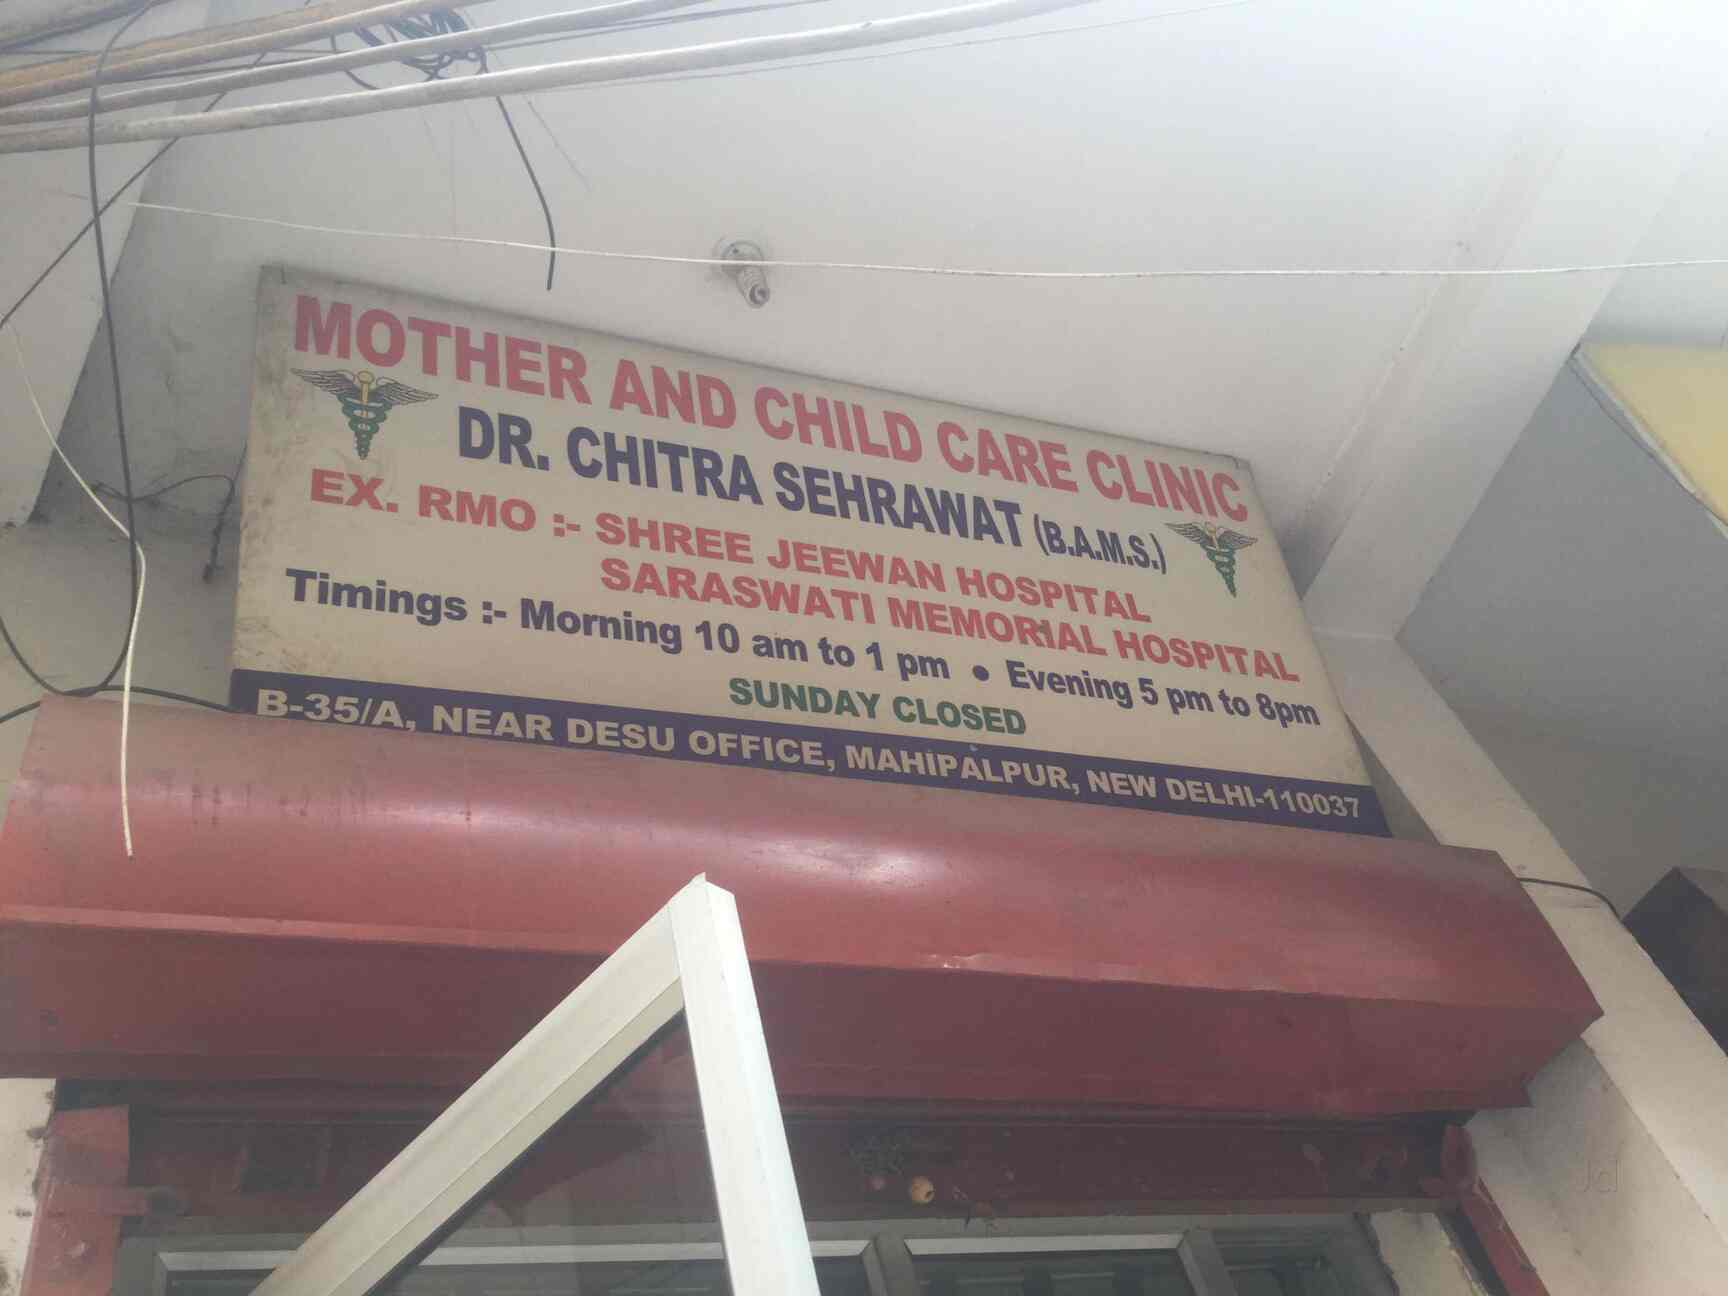 MOTHER AND CHILD CARE CLINIC
DR. CHITRA SEHRAWAT (B.A.M.S.)
EX. RMO :- SHREE JEEWAN HOSPITAL
SARASWATI MEMORIAL HOSPITAL
Timings :- Morning 10 am to 1 pm • Evening 5 pm to 8pm
SUNDAY CLOSED
B-35/A, NEAR DESU OFFICE, MAHIPALPUR, NEW DELHI-110037
Jd